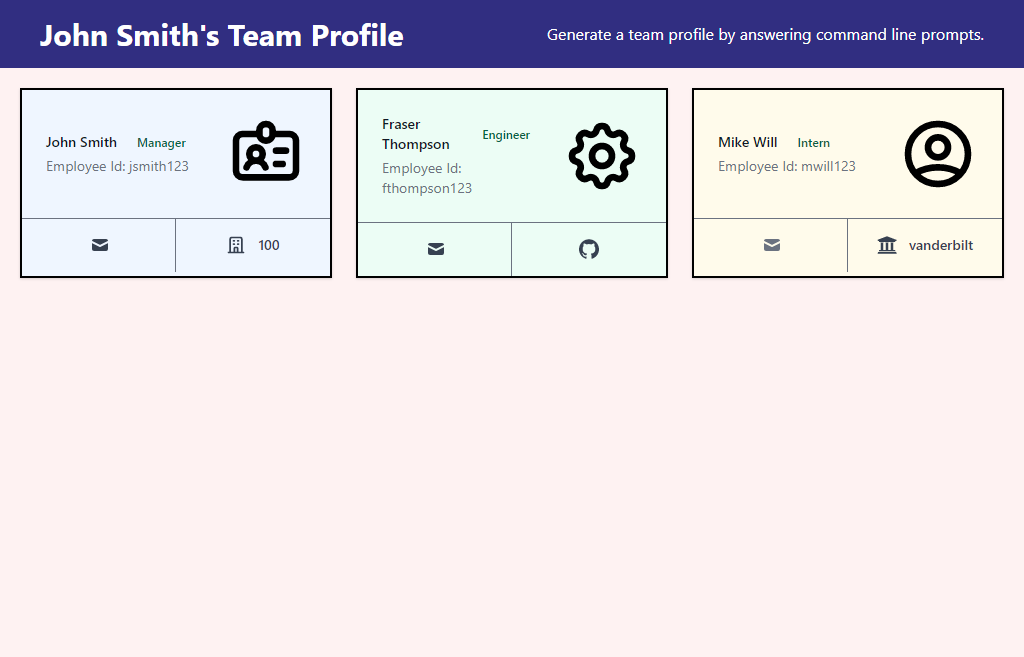 John Smith's Team Profile
Generate a team profile by answering command line prompts.
John Smith Manager
Employee Id: jsmith123
100
Fraser
Thompson
Engineer
Employee Id:
fthompson123
Mike Will Intern
Employee Id: mwill123
vanderbilt